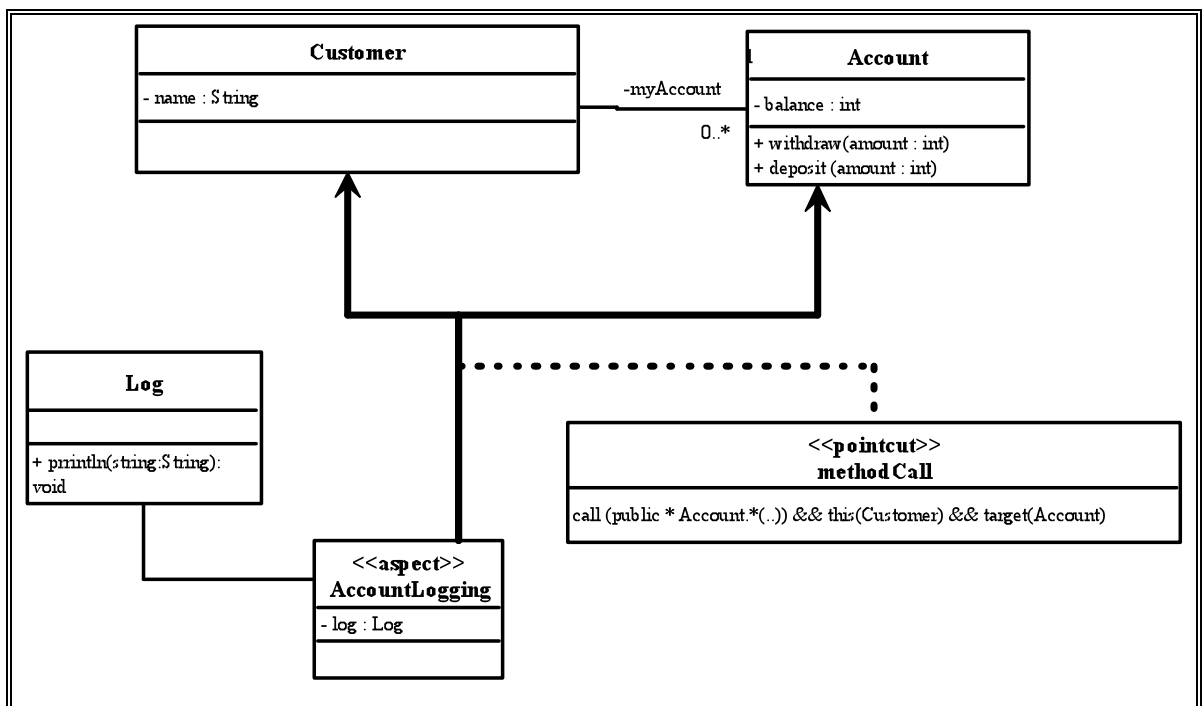 Customer
- name : String
-myAccount
0..*
1
Account
- balance : int
+ withdraw(amount : int)
+ deposit (amount : int)
Log
+ prrintln(string:String):
void
<<aspect>>
AccountLogging
- log : Log
<<pointcut>>
methodCall
call (public * Account.*(..)) && this(Customer) && target(Account)